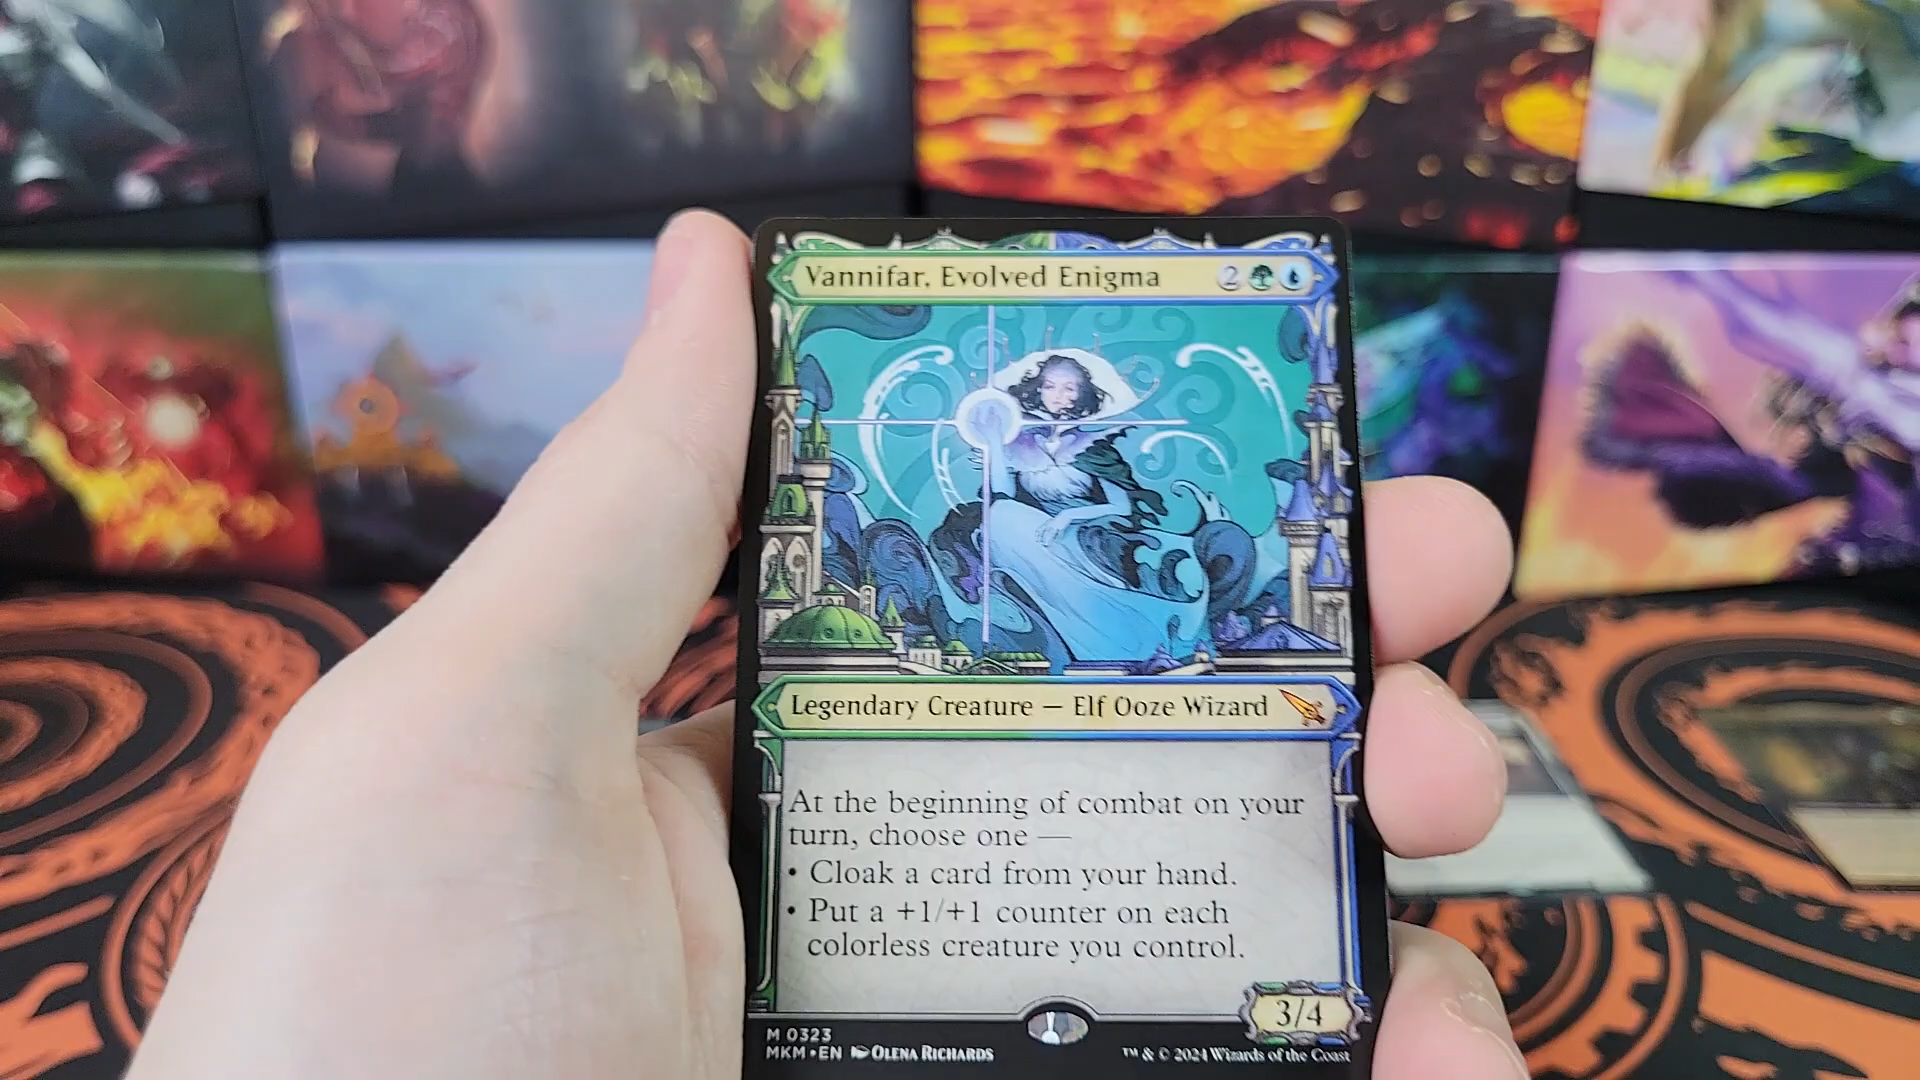 Vannifar, Evolved Enigma 2
Legendary Creature — Elf Ooze Wizard
At the beginning of combat on your
turn, choose one —
• Cloak a card from your hand.
• Put a +1/+1 counter on each
colorless creature you control.
3/4
M 0323
MKM • EN OLENA RICHARDS
™ & © 2024 Wizards of the Coast